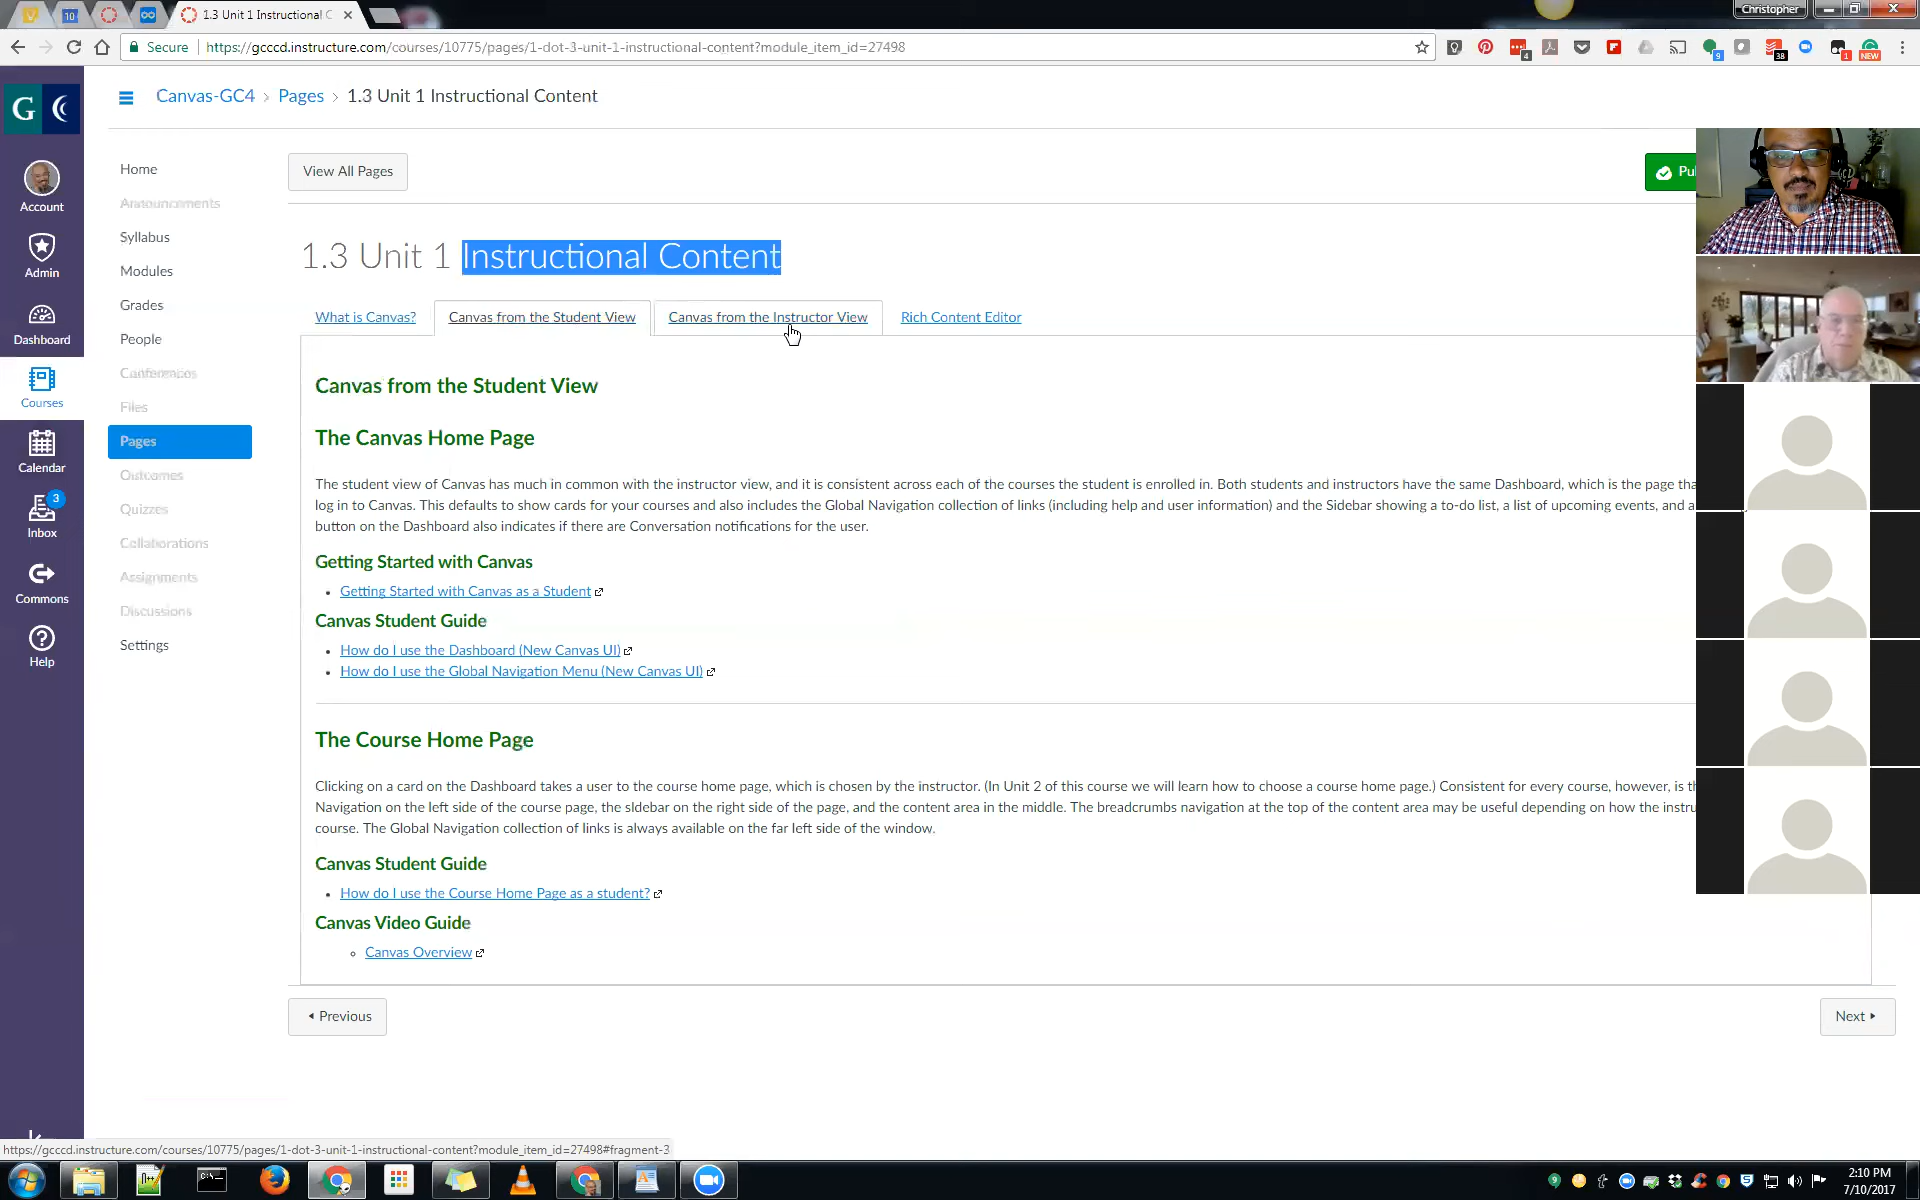 1.3 Unit 1 Instructional C
Christopher
Secure
https://gcccd.instructure.com/courses/10775/pages/1-dot-3-unit-1-instructional-content?module_item_id=27498
4
9
38
1
NEW
G
Canvas-GC4 > Pages > 1.3 Unit 1 Instructional Content
Account
Admin
Dashboard
Courses
Calendar
3
Inbox
Commons
Help
Home
Announcements
Syllabus
Modules
Grades
People
Conferences
Files
Pages
Outcomes
Quizzes
Collaborations
Assignments
Discussions
Settings
View All Pages
Pu
1.3 Unit 1 Instructional Content
What is Canvas?
Canvas from the Student View
Canvas from the Instructor View
Rich Content Editor
Canvas from the Student View
The Canvas Home Page
The student view of Canvas has much in common with the instructor view, and it is consistent across each of the courses the student is enrolled in. Both students and instructors have the same Dashboard, which is the page tha
log in to Canvas. This defaults to show cards for your courses and also includes the Global Navigation collection of links (including help and user information) and the Sidebar showing a to-do list, a list of upcoming events, and a
button on the Dashboard also indicates if there are Conversation notifications for the user.
Getting Started with Canvas
• Getting Started with Canvas as a Student
Canvas Student Guide
• How do I use the Dashboard (New Canvas UI)
• How do I use the Global Navigation Menu (New Canvas UI)
The Course Home Page
Clicking on a card on the Dashboard takes a user to the course home page, which is chosen by the instructor. (In Unit 2 of this course we will learn how to choose a course home page.) Consistent for every course, however, is th
Navigation on the left side of the course page, the sIdebar on the right side of the page, and the content area in the middle. The breadcrumbs navigation at the top of the content area may be useful depending on how the instru
course. The Global Navigation collection of links is always available on the far left side of the window.
Canvas Student Guide
• How do I use the Course Home Page as a student?
Canvas Video Guide
◦ Canvas Overview
Previous
Next
https://gcccd.instructure.com/courses/10775/pages/1-dot-3-unit-1-instructional-content?module_item_id=27498#fragment-3
2:10 PM
7/10/2017